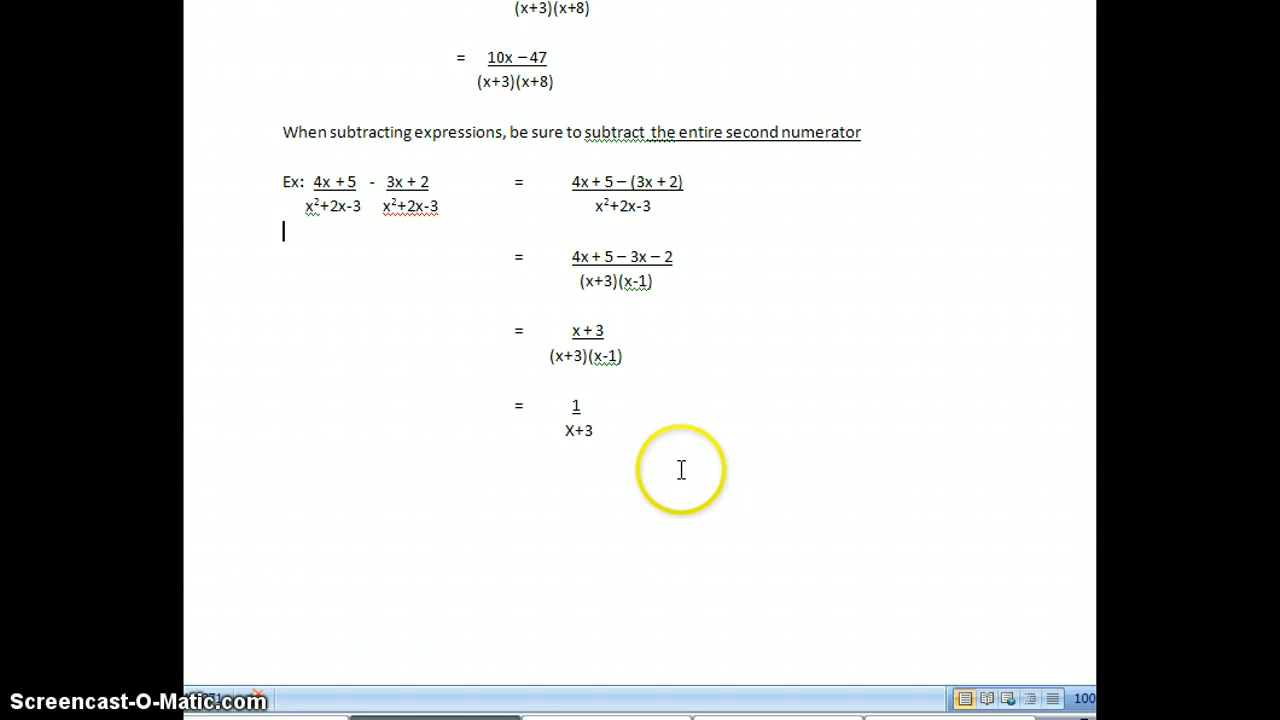 (x+3)(x+8)
= 10x – 47
(x+3)(x+8)
When subtracting expressions, be sure to subtract the entire second numerator
Ex: 4x + 5 - 3x + 2 = 4x + 5 – (3x + 2)
x²+2x-3 x²+2x-3 x²+2x-3
= 4x + 5 – 3x – 2
(x+3)(x-1)
= x + 3
(x+3)(x-1)
= 1
X+3
Screencast-O-Matic.com
100